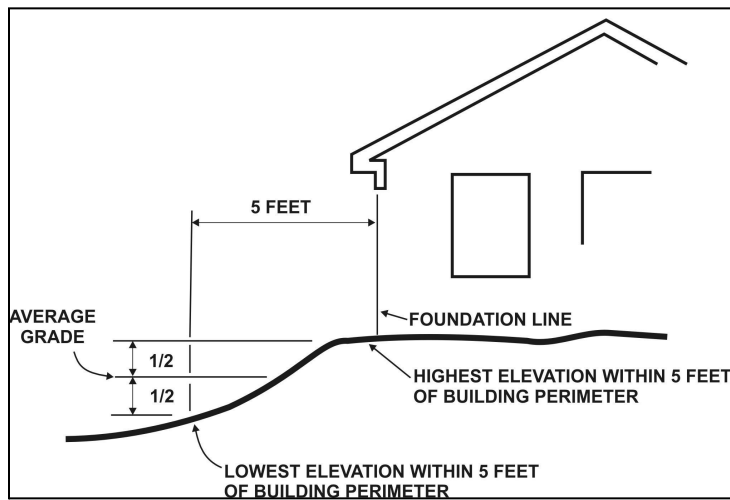 5 FEET
AVERAGE
GRADE
1/2
1/2
FOUNDATION LINE
HIGHEST ELEVATION WITHIN 5 FEET
OF BUILDING PERIMETER
LOWEST ELEVATION WITHIN 5 FEET
OF BUILDING PERIMETER